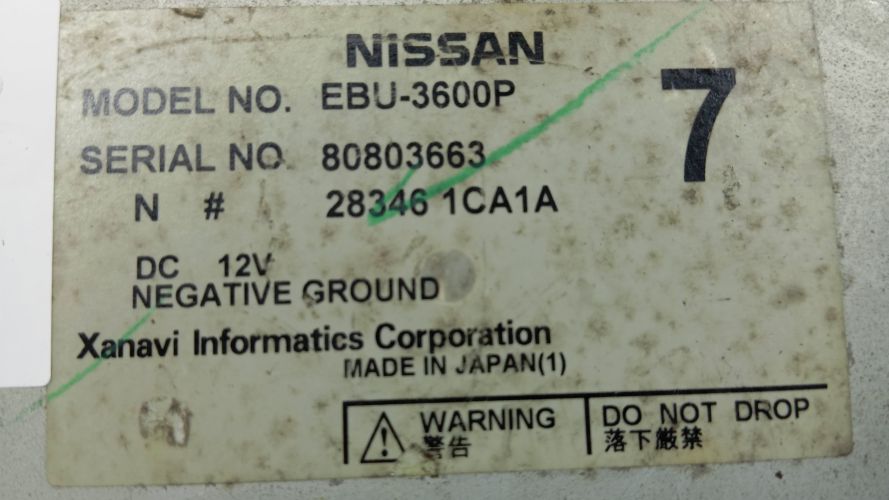 NISSAN
MODEL NO. EBU-3600P
7
SERIAL NO. 80803663
N # 28346 1CA1A
DC 12V
NEGATIVE GROUND
Xanavi Informatics Corporation
MADE IN JAPAN(1)
WARNING
警告
DO NOT DROP
落下厳禁